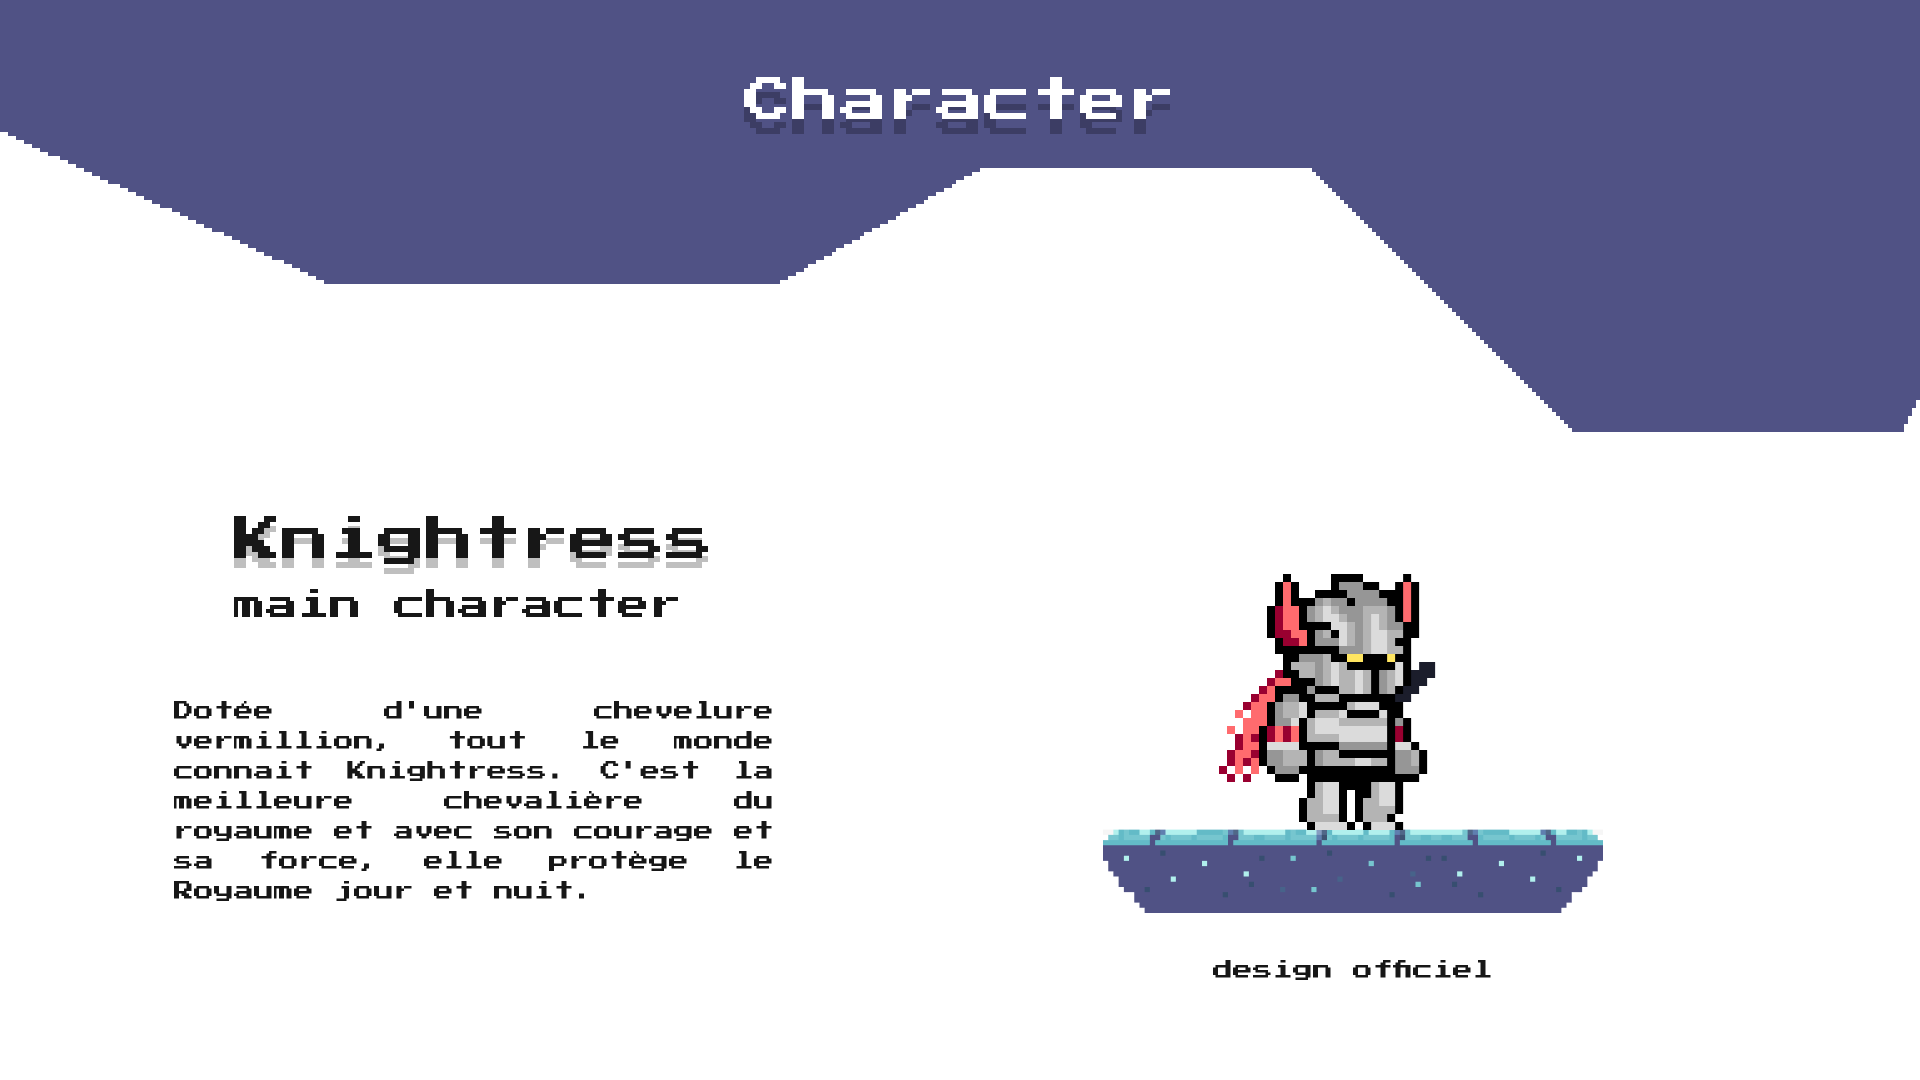 Character
Knightress
main character
Dotée d'une chevelure
vermillion, tout le monde
connait Knightress. C'est la
meilleure chevalière du
royaume et avec son courage et
sa force, elle protège le
Royaume jour et nuit.
design officiel